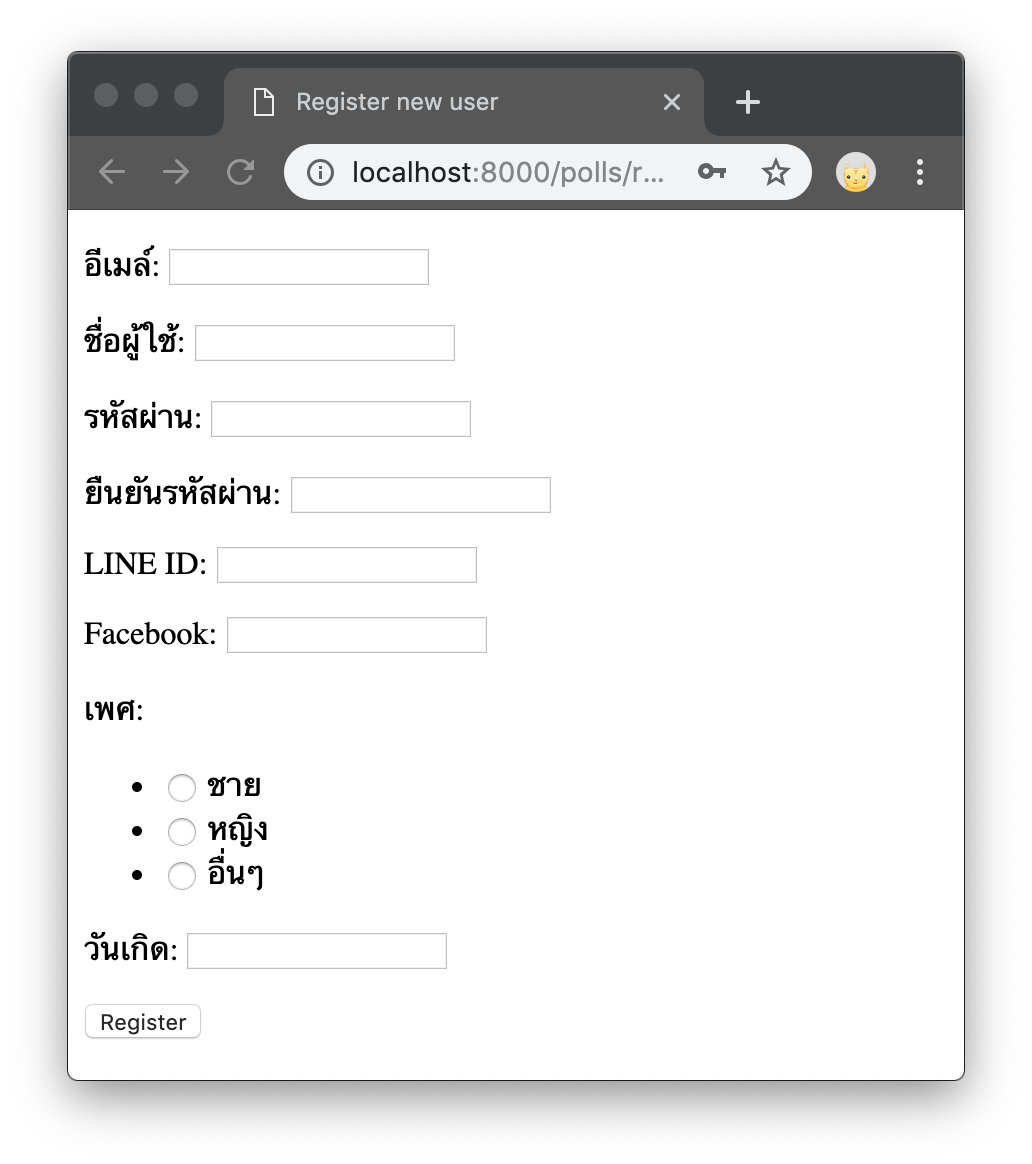 Register new user
localhost:8000/polls/r...
อีเมล์:
ชื่อผู้ใช้:
รหัสผ่าน:
ยืนยันรหัสผ่าน:
LINE ID:
Facebook:
เพศ:
ชาย
หญิง
อื่นๆ
วันเกิด:
Register